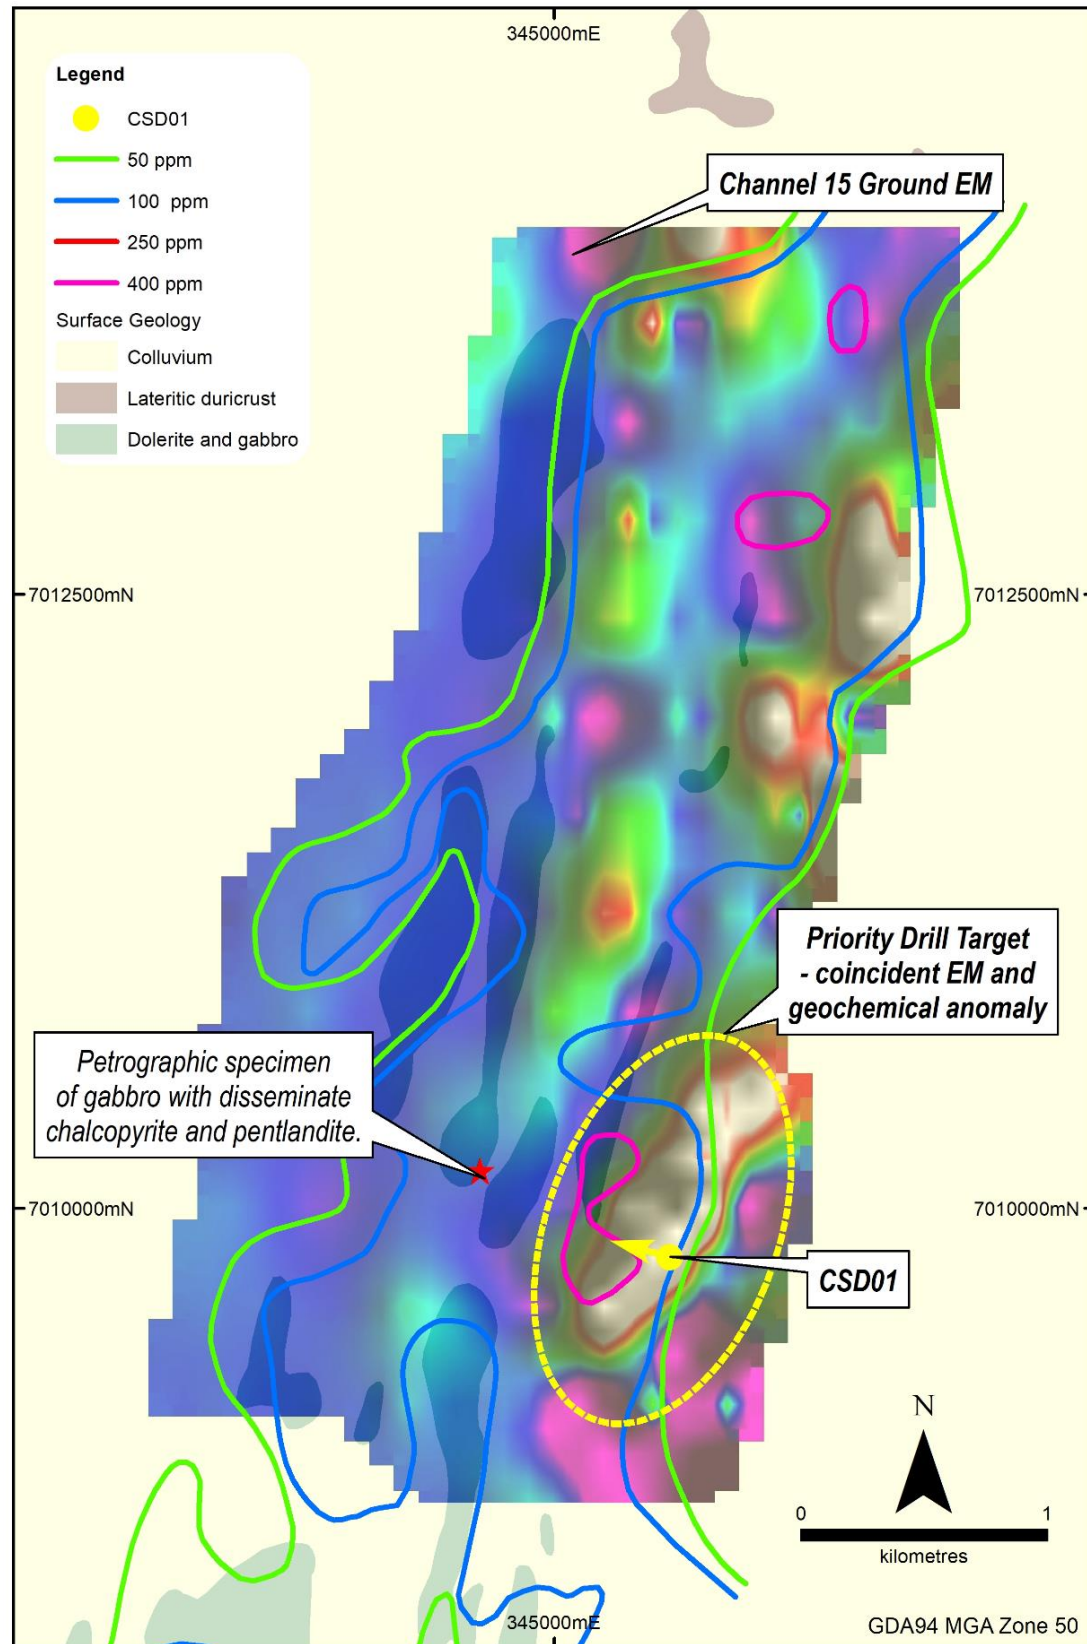 345000mE
Legend
CSD01
50 ppm
100 ppm
250 ppm
400 ppm
Surface Geology
Colluvium
Lateritic duricrust
Dolerite and gabbro
Channel 15 Ground EM
7012500mN
7012500mN
Priority Drill Target
- coincident EM and
geochemical anomaly
Petrographic specimen
of gabbro with disseminate
chalcopyrite and pentlandite.
7010000mN
7010000mN
CSD01
N
0 1
kilometres
345000mE
GDA94 MGA Zone 50